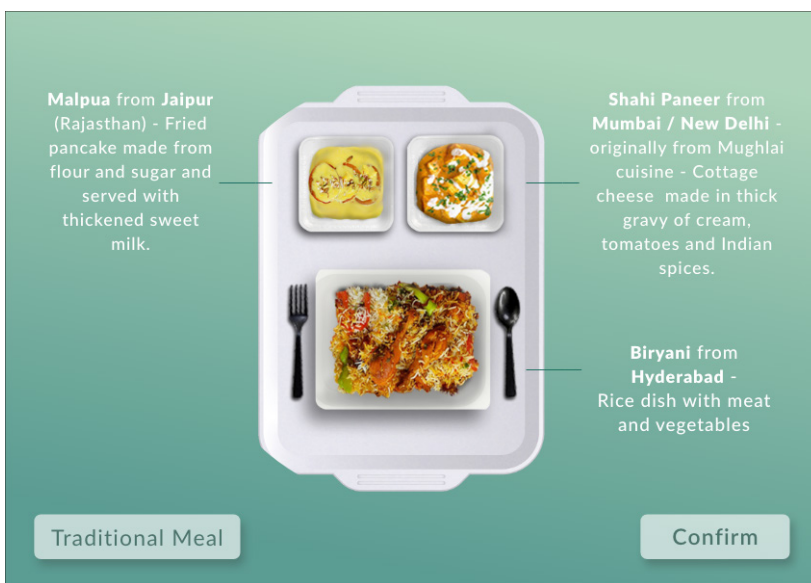 Malpua from Jaipur
(Rajasthan) - Fried
pancake made from
flour and sugar and
served with
thickened sweet
milk.
Shahi Paneer from
Mumbai / New Delhi -
originally from Mughlai
cuisine - Cottage
cheese made in thick
gravy of cream,
tomatoes and Indian
spices.
Biryani from
Hyderabad -
Rice dish with meat
and vegetables
Traditional Meal
Confirm